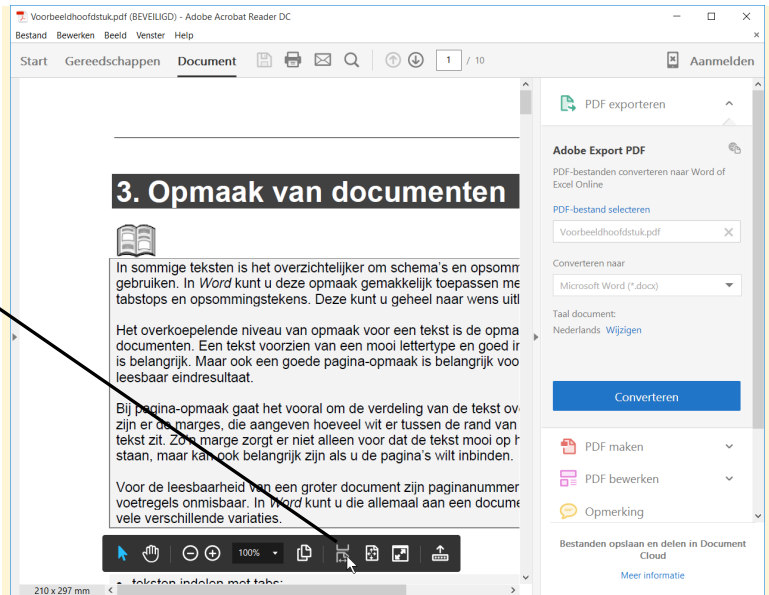 Voorbeeldhoofdstuk.pdf (BEVEILIGD) - Adobe Acrobat Reader DC
Bestand Bewerken Beeld Venster Help
Start Gereedschappen Document 1 / 10 Aanmelden
3. Opmaak van documenten
In sommige teksten is het overzichtelijker om schema's en opsomm
gebruiken. In Word kunt u deze opmaak gemakkelijk toepassen me
tabstops en opsommingstekens. Deze kunt u geheel naar wens uitl
Het overkoepelende niveau van opmaak voor een tekst is de opma
documenten. Een tekst voorzien van een mooi lettertype en goed in
is belangrijk. Maar ook een goede pagina-opmaak is belangrijk voo
leesbaar eindresultaat.
Bij pagina-opmaak gaat het vooral om de verdeling van de tekst ov
zijn er de marges, die aangeven hoeveel wit er tussen de rand van
tekst zit. Zo'n marge zorgt er niet alleen voor dat de tekst mooi op h
staan, maar kan ook belangrijk zijn als u de pagina's wilt inbinden.
Voor de leesbaarheid van een groter document zijn paginanummer
voetregels onmisbaar. In Word kunt u die allemaal aan een docume
vele verschillende variaties.
100%
• teksten indelen met tabs;
210 x 297 mm
PDF exporteren
Adobe Export PDF
PDF-bestanden converteren naar Word of
Excel Online
PDF-bestand selecteren
Voorbeeldhoofdstuk.pdf
Converteren naar
Microsoft Word (*.docx)
Taal document:
Nederlands Wijzigen
Converteren
PDF maken
PDF bewerken
Opmerking
Bestanden opslaan en delen in Document
Cloud
Meer informatie